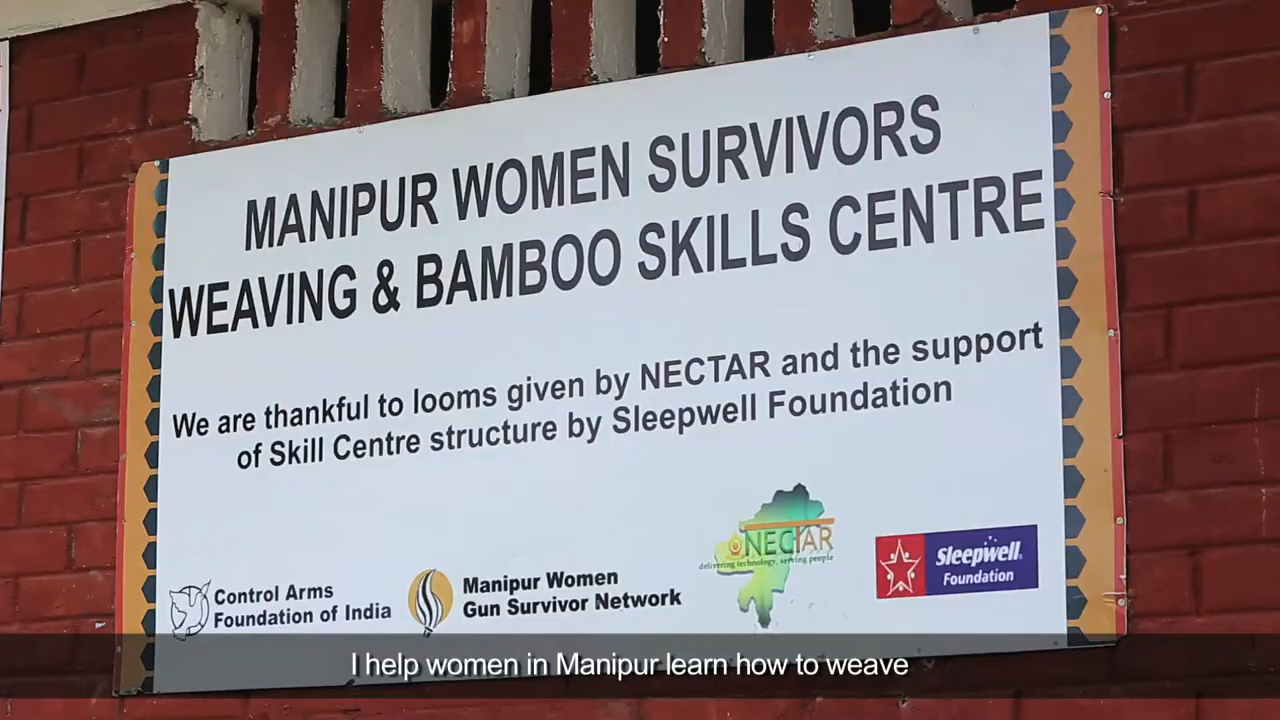 MANIPUR WOMEN SURVIVORS
WEAVING & BAMBOO SKILLS CENTRE
We are thankful to looms given by NECTAR and the support
of Skill Centre structure by Sleepwell Foundation
Control Arms
Foundation of India
Manipur Women
Gun Survivor Network
NECTAR
delivering technology, serving people
Sleepwell
Foundation
I help women in Manipur learn how to weave